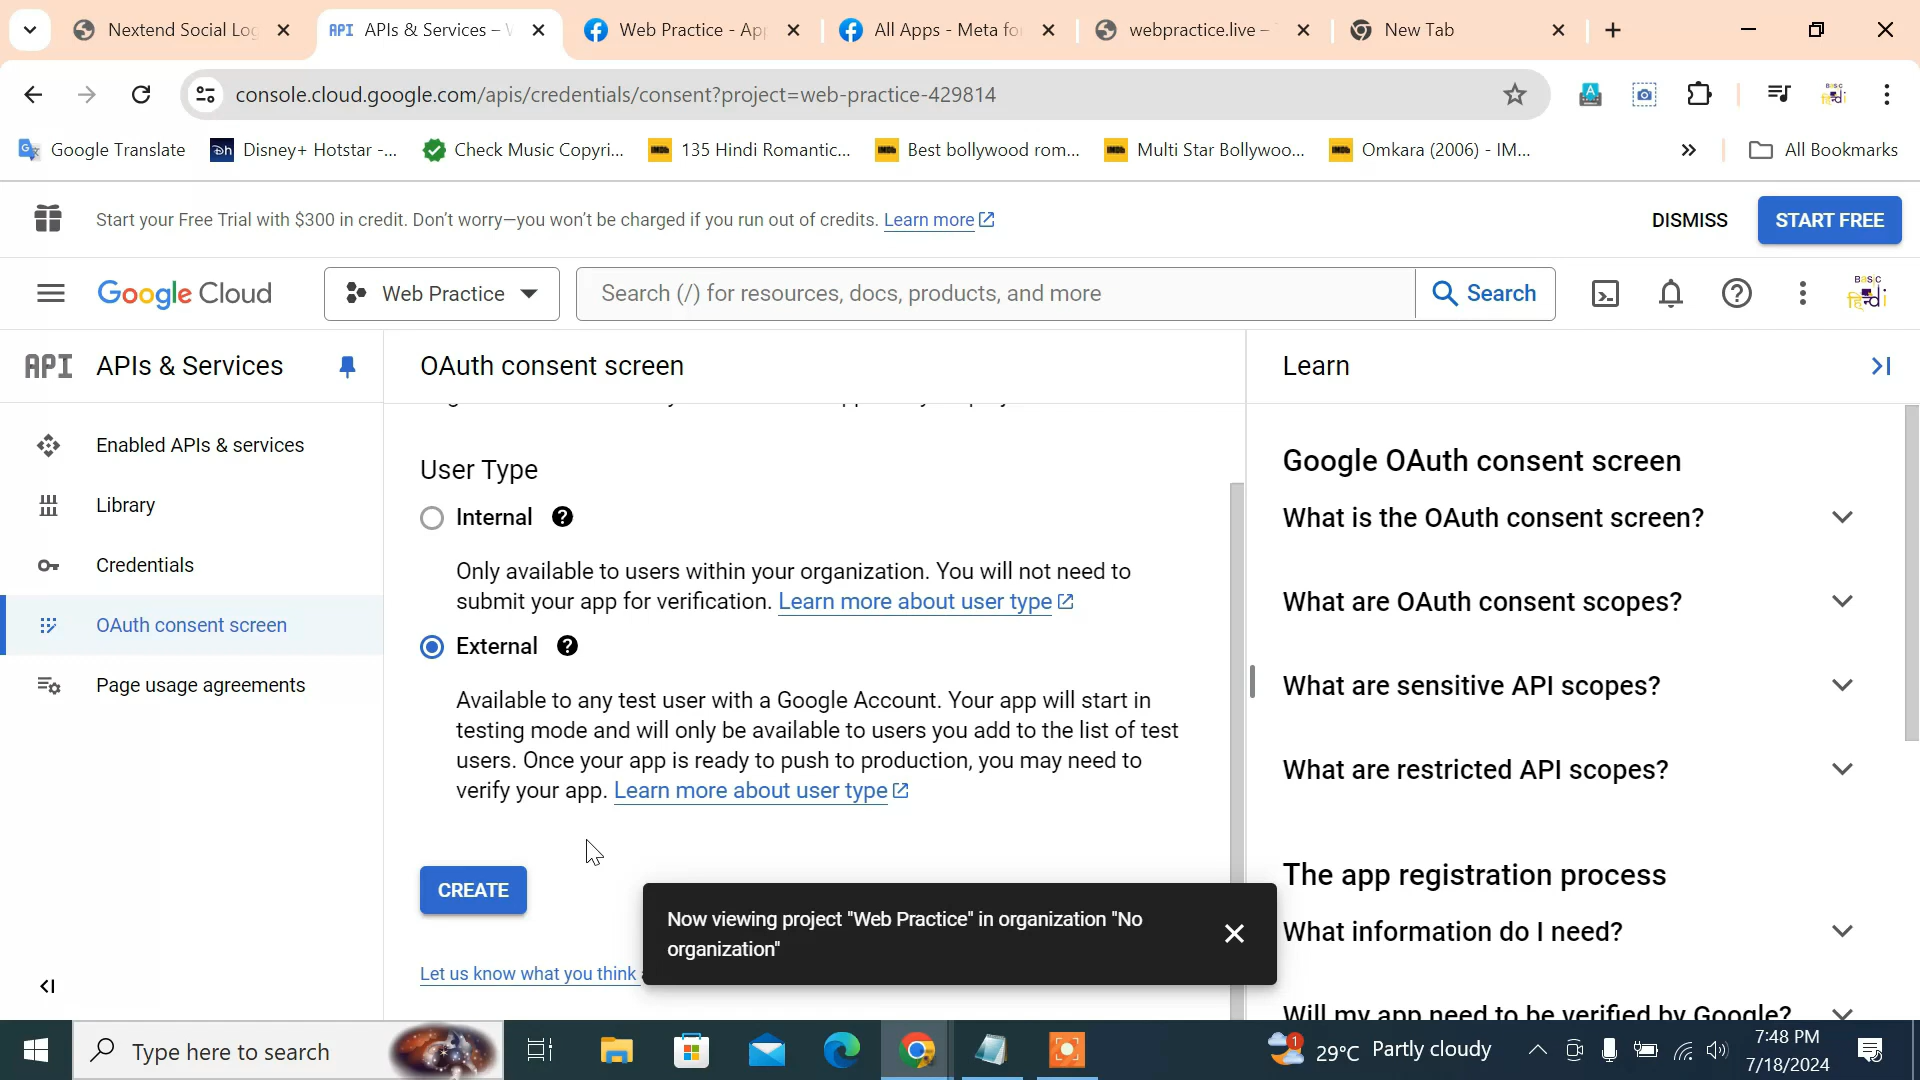 Nextend Social Log
APIs & Services –
Web Practice - App
All Apps - Meta fo
webpractice.live –
New Tab
console.cloud.google.com/apis/credentials/consent?project=web-practice-429814
Google Translate
Disney+ Hotstar -...
Check Music Copyri...
135 Hindi Romantic...
Best bollywood rom...
Multi Star Bollywoo...
Omkara (2006) - IM...
All Bookmarks
Start your Free Trial with $300 in credit. Don't worry—you won't be charged if you run out of credits. Learn more
DISMISS
START FREE
Google Cloud
Web Practice
Search (/) for resources, docs, products, and more
Search
API APIs & Services
OAuth consent screen
Learn
Enabled APIs & services
Library
Credentials
OAuth consent screen
Page usage agreements
User Type
Internal
Only available to users within your organization. You will not need to
submit your app for verification. Learn more about user type
External
Available to any test user with a Google Account. Your app will start in
testing mode and will only be available to users you add to the list of test
users. Once your app is ready to push to production, you may need to
verify your app. Learn more about user type
CREATE
Let us know what you think
Now viewing project "Web Practice" in organization "No
organization"
Google OAuth consent screen
What is the OAuth consent screen?
What are OAuth consent scopes?
What are sensitive API scopes?
What are restricted API scopes?
The app registration process
What information do I need?
Will my app need to be verified by Google?
Type here to search
1
29°C Partly cloudy
7:48 PM
7/18/2024